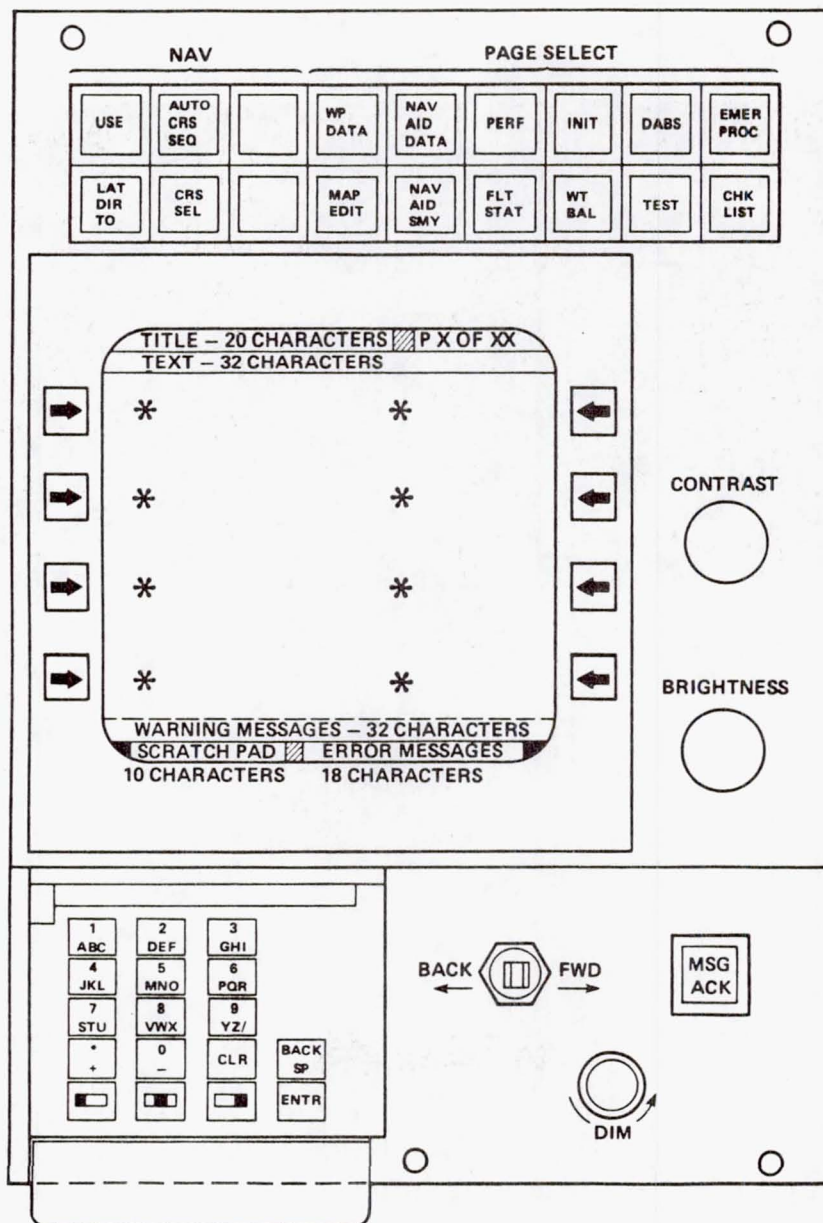 NAV PAGE SELECT
USE
AUTO
CRS
SEQ
WP
DATA
NAV
AID
DATA
PERF
INIT
DABS
EMER
PROC
LAT
DIR
TO
CRS
SEL
MAP
EDIT
NAV
AID
SMY
FLT
STAT
WT
BAL
TEST
CHK
LIST
TITLE – 20 CHARACTERS P X OF XX
TEXT – 32 CHARACTERS
* *
* *
* *
* *
CONTRAST
BRIGHTNESS
WARNING MESSAGES – 32 CHARACTERS
SCRATCH PAD ERROR MESSAGES
10 CHARACTERS 18 CHARACTERS
1
ABC
2
DEF
3
GHI
4
JKL
5
MNO
6
PQR
7
STU
8
VWX
9
YZ/
*
+
0
–
CLR
BACK
SP
ENTR
BACK FWD
MSG
ACK
DIM